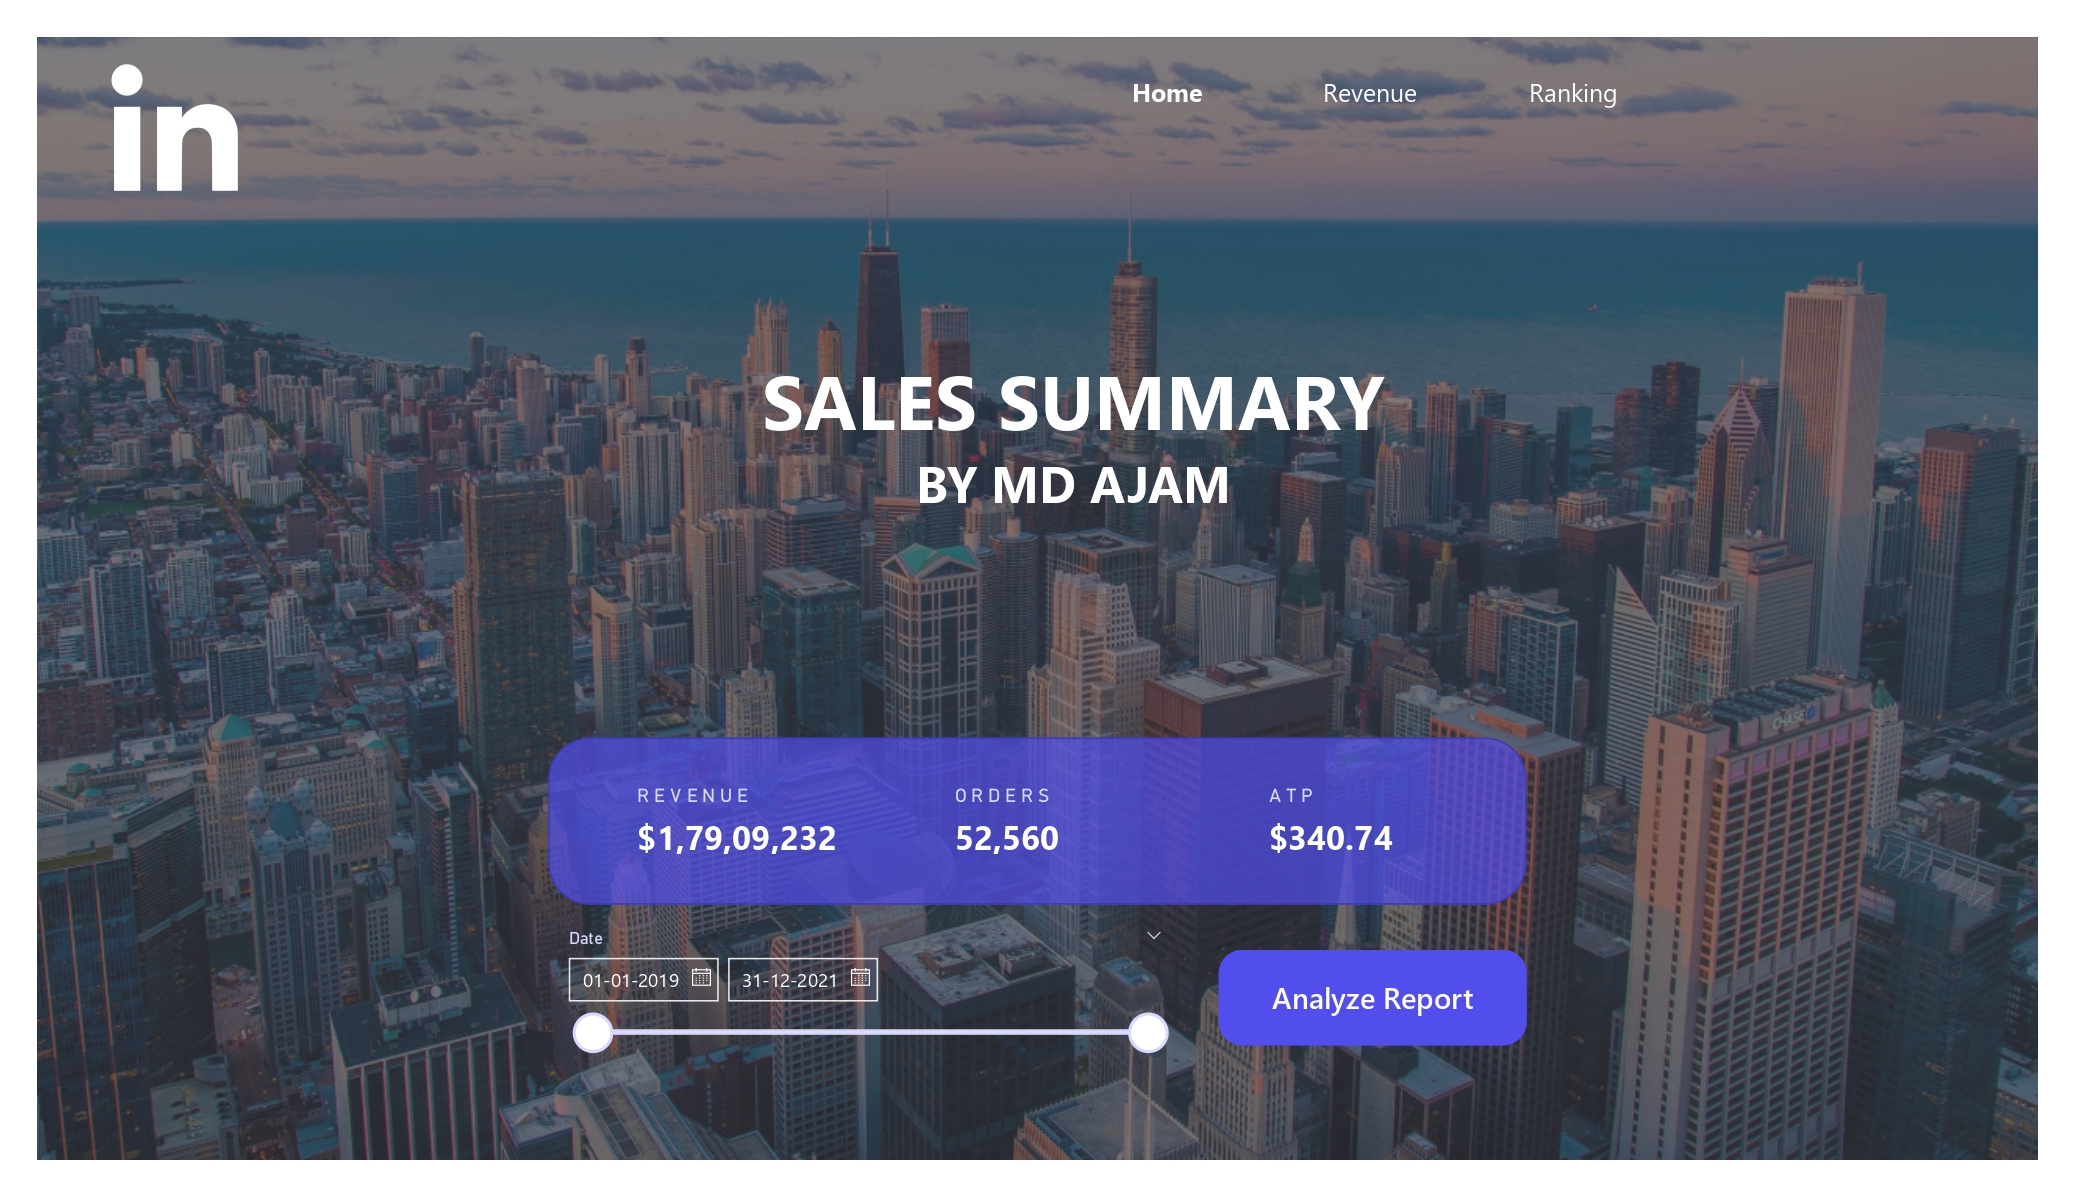 in
Home Revenue Ranking
SALES SUMMARY
BY MD AJAM
REVENUE ORDERS ATP
$1,79,09,232 52,560 $340.74
Date
01-01-2019 31-12-2021
Analyze Report
CHASE